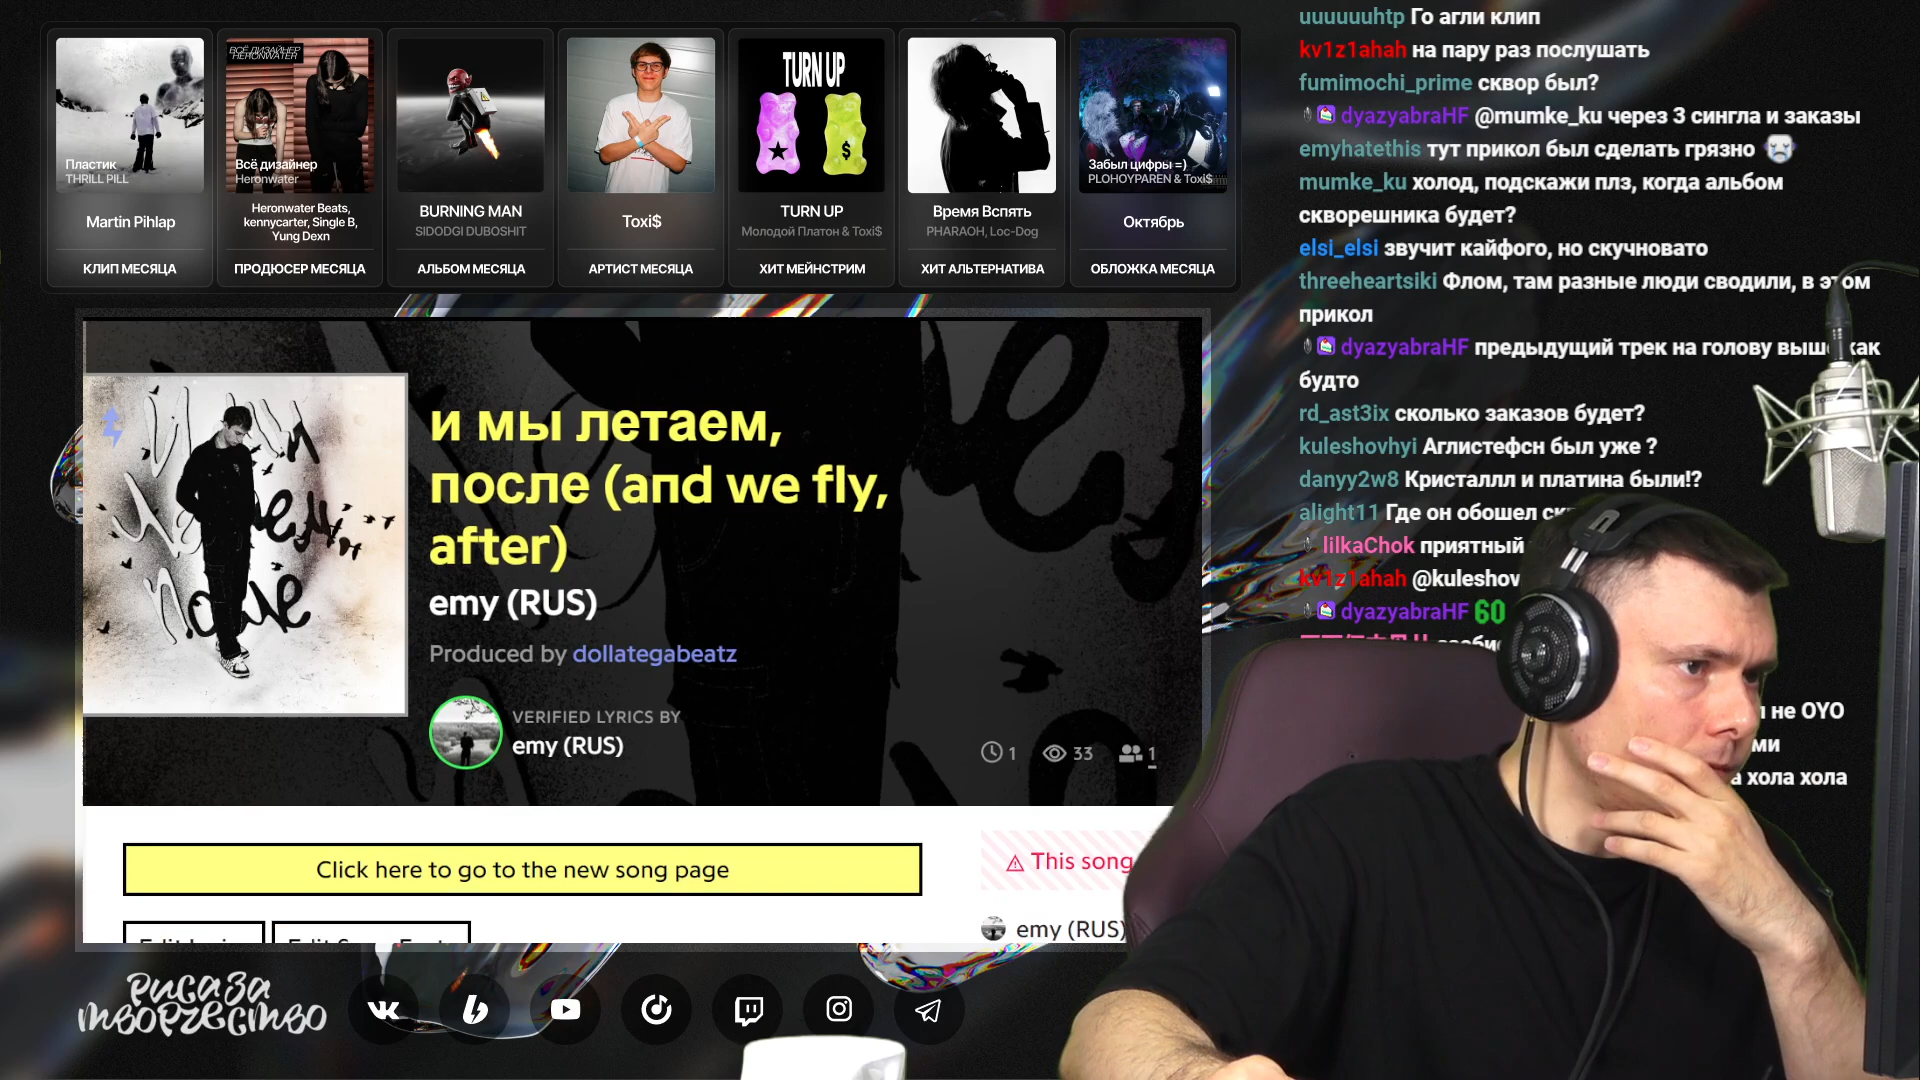 Пластик
THRILL PILL
Martin Pihlap
КЛИП МЕСЯЦА
ВСЁ ДИЗАЙНЕР
HERONWATER
Всё дизайнер
Heronwater
Heronwater Beats,
kennycarter, Single B,
Yung Dexn
ПРОДЮСЕР МЕСЯЦА
BURNING MAN
SIDODGI DUBOSHIT
АЛЬБОМ МЕСЯЦА
Toxi$
АРТИСТ МЕСЯЦА
TURN UP
TURN UP
Молодой Платон & Toxi$
ХИТ МЕЙНСТРИМ
Время Вспять
PHARAOH, Loc-Dog
ХИТ АЛЬТЕРНАТИВА
Забыл цифры =)
PLOHOYPAREN & Toxi$
Октябрь
ОБЛОЖКА МЕСЯЦА
и мы летаем,
после (and we fly,
after)
emy (RUS)
Produced by dollategabeatz
VERIFIED LYRICS BY
emy (RUS)
1 33 1
Click here to go to the new song page
This song
emy (RUS)
рисаза
творчество
uuuuuuhtp Го агли клип
kv1z1ahah на пару раз послушать
fumimochi_prime сквор был?
dyazyabraHF @mumke_ku через 3 сингла и заказы
emyhatethis тут прикол был сделать грязно
mumke_ku холод, подскажи плз, когда альбом
скворешника будет?
elsi_elsi звучит кайфого, но скучновато
threeheartsiki Флом, там разные люди сводили, в этом
прикол
dyazyabraHF предыдущий трек на голову выше как
будто
rd_ast3ix сколько заказов будет?
kuleshovhyi Аглистефсн был уже ?
danyy2w8 Кристаллл и платина были!?
alight11 Где он обошел
lilkaChok приятный
kv1z1ahah @kuleshov
dyazyabraHF 60
не OYO
ми
а хола хола